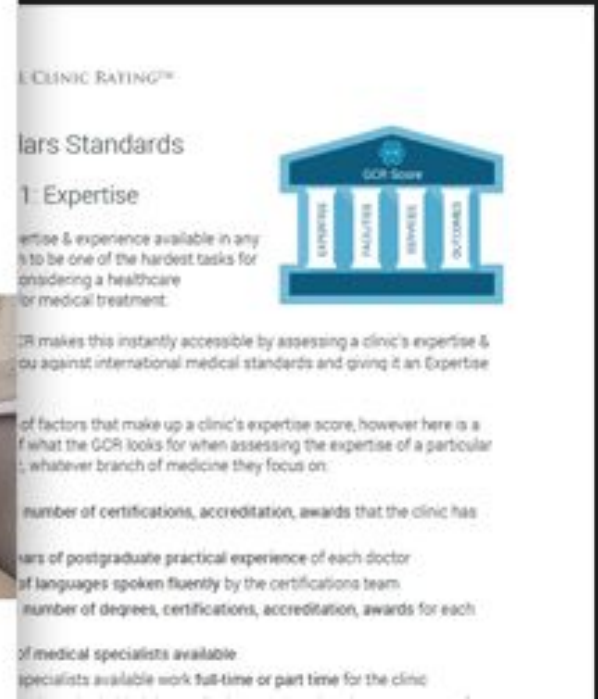 L CLINIC RATING™
lars Standards
1: Expertise
GCR Score
EXPERTISE
FACILITIES
SERVICES
OUTCOMES
ertise & experience available in any
n to be one of the hardest tasks for
onsidering a healthcare
or medical treatment.
CR makes this instantly accessible by assessing a clinic's expertise &
ou against international medical standards and giving it an Expertise
of factors that make up a clinic's expertise score, however here is a
f what the GCR looks for when assessing the expertise of a particular
, whatever branch of medicine they focus on:
number of certifications, accreditation, awards that the clinic has
ars of postgraduate practical experience of each doctor
of languages spoken fluently by the certifications team
number of degrees, certifications, accreditation, awards for each
of medical specialists available
specialists available work full-time or part time for the clinic